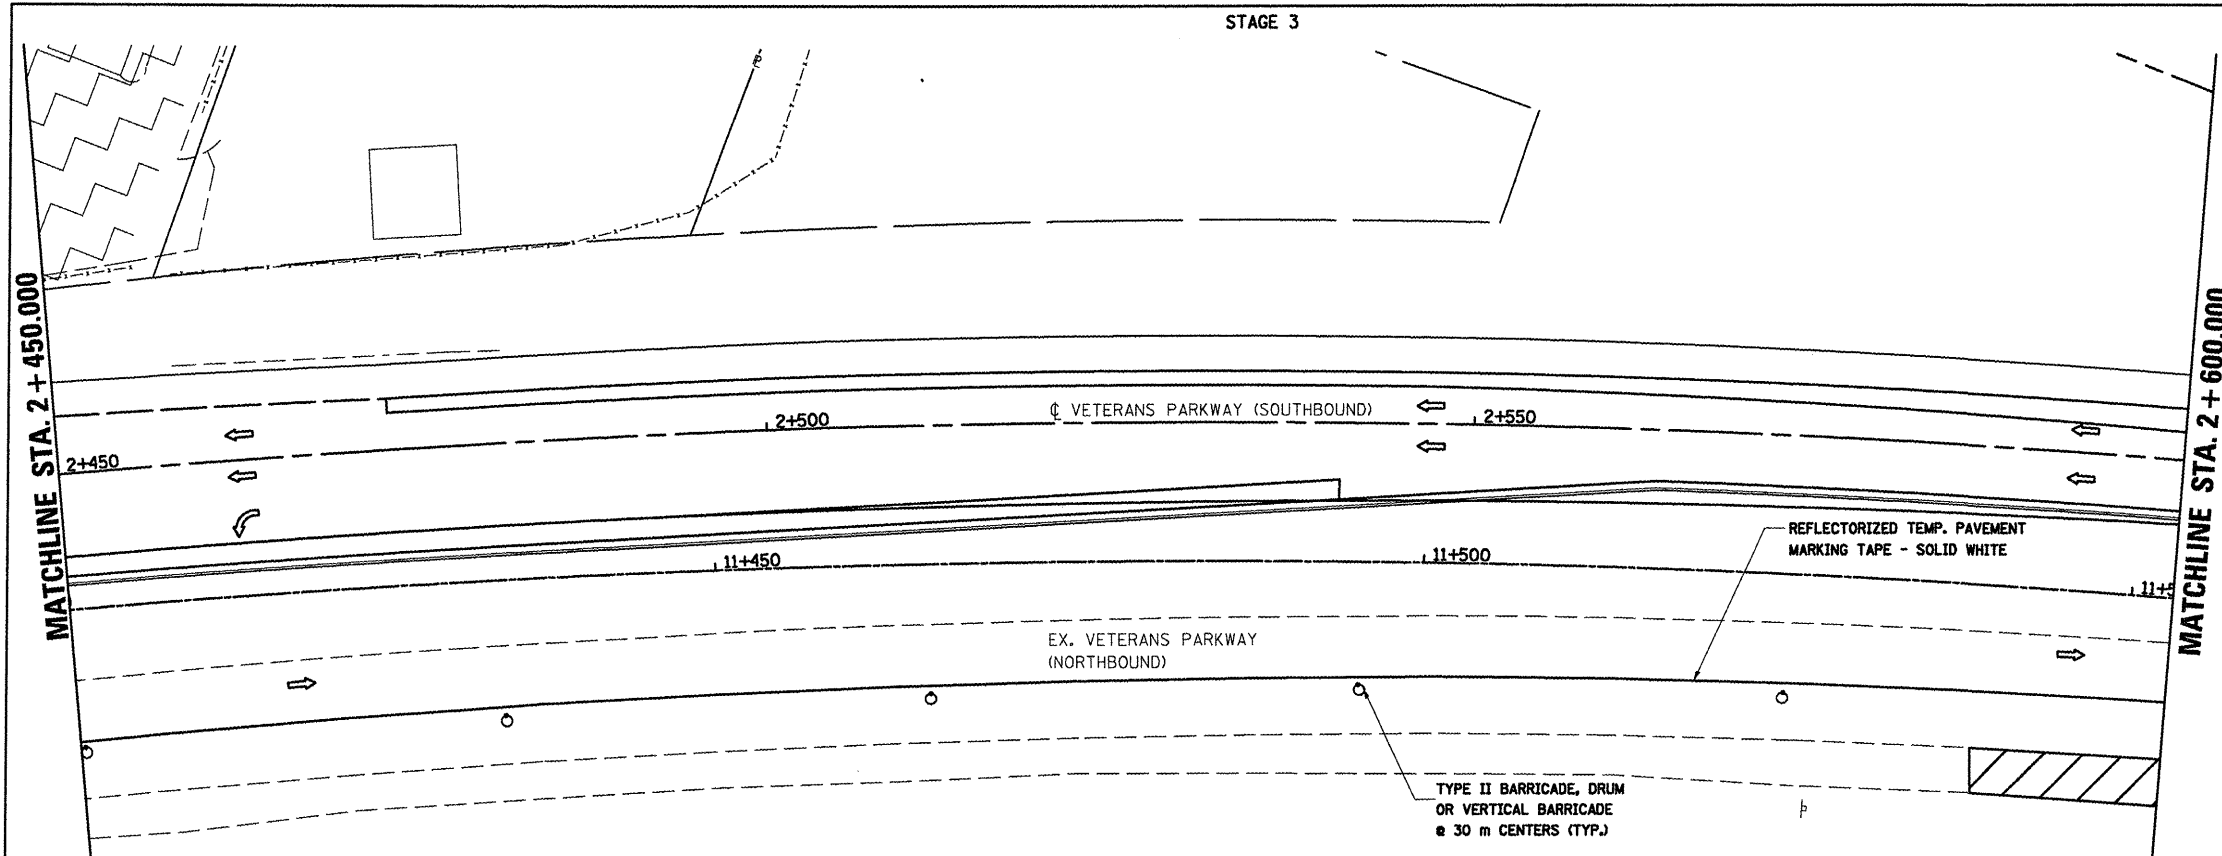 STAGE 3
MATCHLINE STA. 2+450.000
MATCHLINE STA. 2+600.000
℄ VETERANS PARKWAY (SOUTHBOUND)
2+500
2+550
2+450
11+450
11+500
REFLECTORIZED TEMP. PAVEMENT
MARKING TAPE - SOLID WHITE
11+5
EX. VETERANS PARKWAY
(NORTHBOUND)
TYPE II BARRICADE, DRUM
OR VERTICAL BARRICADE
@ 30 m CENTERS (TYP.)